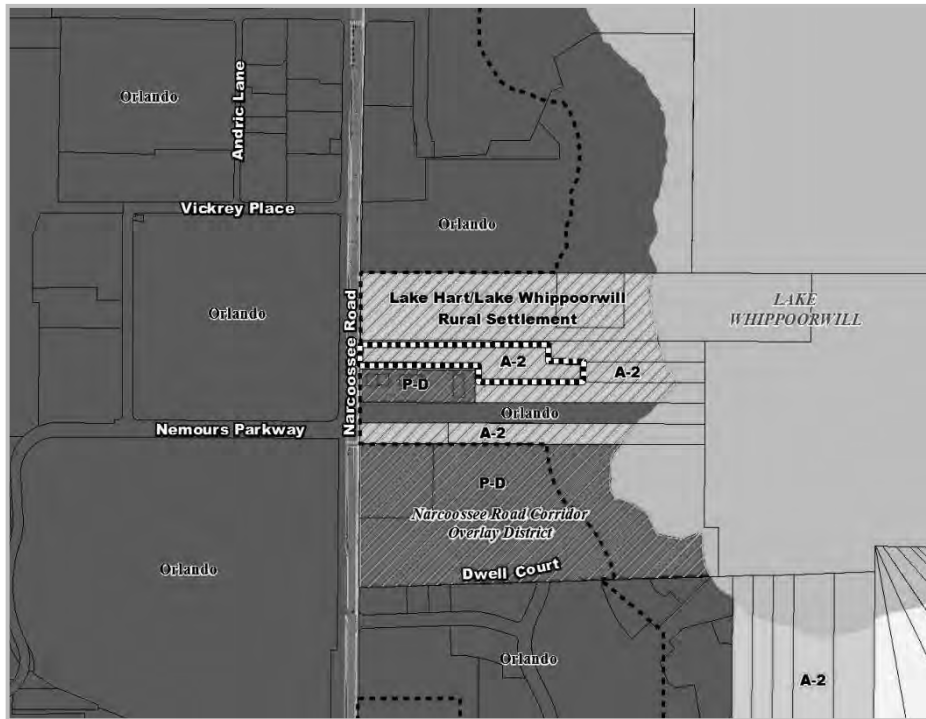 Orlando
Andric Lane
Vickrey Place
Orlando
Orlando
Narcoossee Road
Lake Hart/Lake Whippoorwill
Rural Settlement
LAKE
WHIPPOORWILL
A-2
A-2
P-D
Orlando
Nemours Parkway
A-2
P-D
Narcoossee Road Corridor
Overlay District
Orlando
Dwell Court
Orlando
A-2